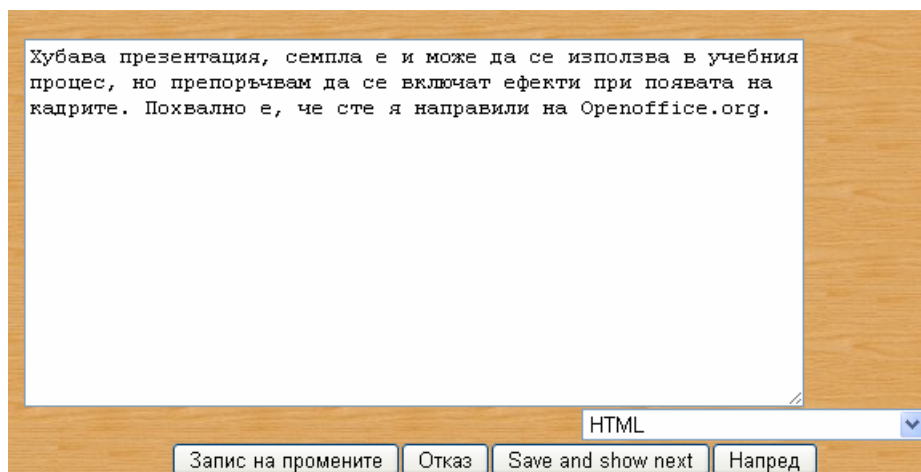 Хубава презентация, семпла е и може да се използва в учебния
процес, но препоръчвам да се включат ефекти при появата на
кадрите. Похвално е, че сте я направили на Openoffice.org.
HTML
Запис на промените Отказ Save and show next Напред